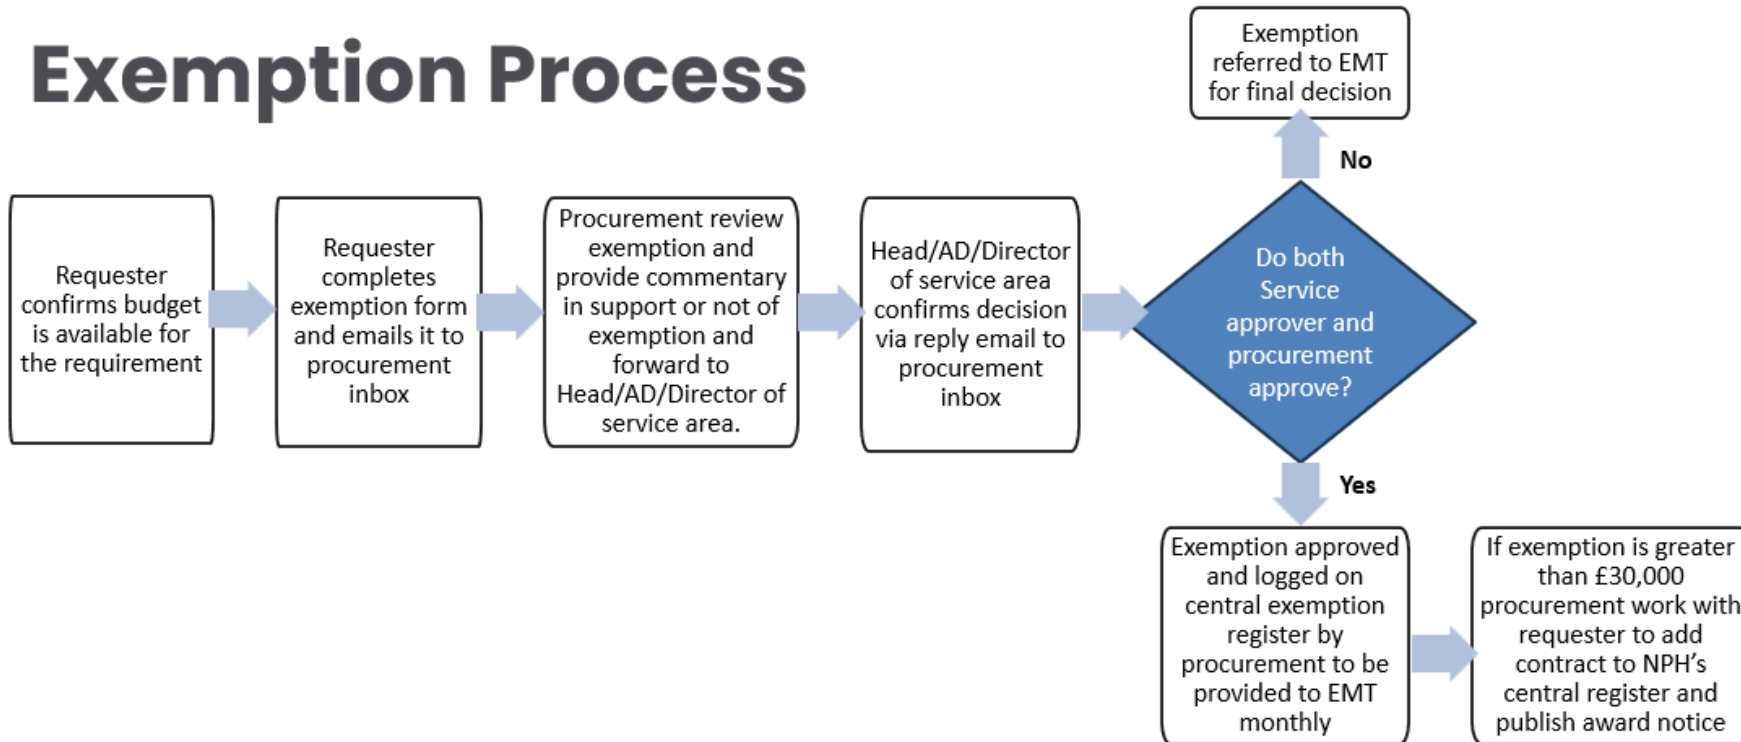 Exemption Process
Requester
confirms budget
is available for
the requirement
Requester
completes
exemption form
and emails it to
procurement
inbox
Procurement review
exemption and
provide commentary
in support or not of
exemption and
forward to
Head/AD/Director of
service area.
Head/AD/Director
of service area
confirms decision
via reply email to
procurement
inbox
Do both
Service
approver and
procurement
approve?
No
Exemption
referred to EMT
for final decision
Yes
Exemption approved
and logged on
central exemption
register by
procurement to be
provided to EMT
monthly
If exemption is greater
than £30,000
procurement work with
requester to add
contract to NPH’s
central register and
publish award notice